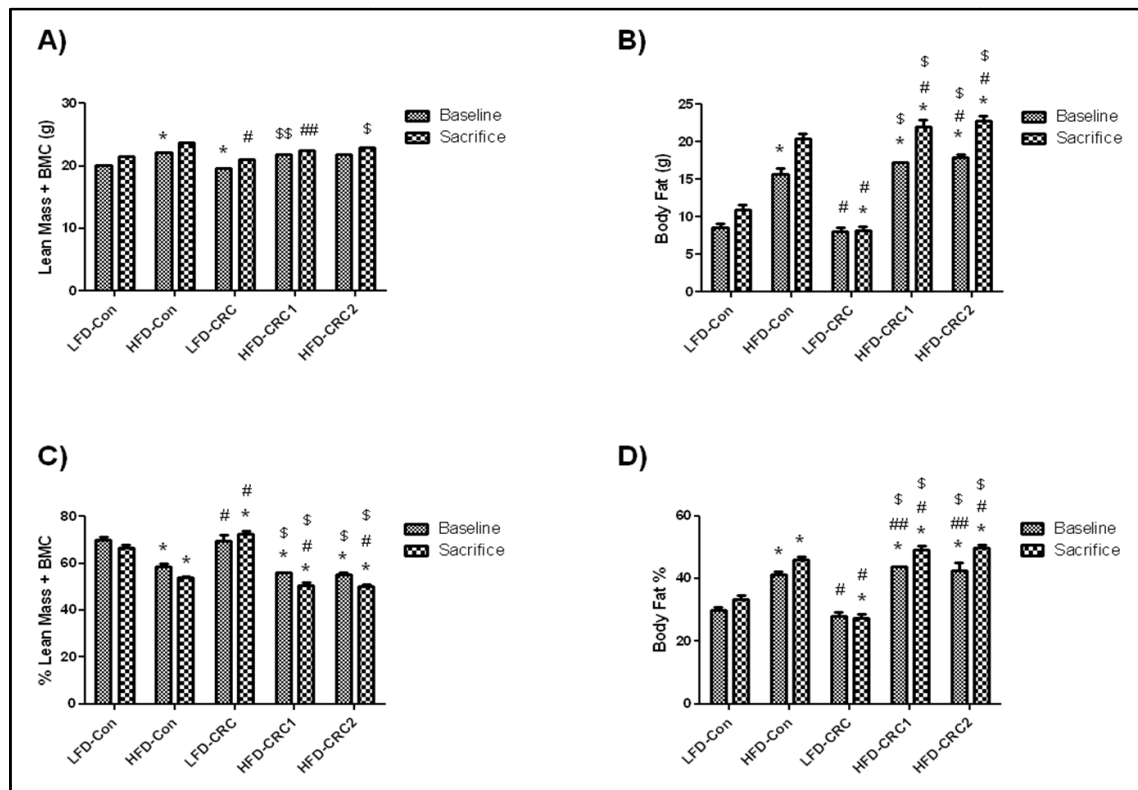 A)
Lean Mass + BMC (g)
30
20
10
0
*
*
#
$$
##
$
Baseline
Sacrifice
LFD-Con
HFD-Con
LFD-CRC
HFD-CRC1
HFD-CRC2
B)
Body Fat (g)
25
20
15
10
5
0
*
#
#
*
$
*
$
#
*
$
#
*
$
#
*
Baseline
Sacrifice
LFD-Con
HFD-Con
LFD-CRC
HFD-CRC1
HFD-CRC2
C)
% Lean Mass + BMC
80
60
40
20
0
*
*
#
#
*
$
*
$
#
*
$
*
$
#
*
Baseline
Sacrifice
LFD-Con
HFD-Con
LFD-CRC
HFD-CRC1
HFD-CRC2
D)
Body Fat %
60
40
20
0
*
*
#
#
*
$
##
*
$
#
*
$
##
*
$
#
*
Baseline
Sacrifice
LFD-Con
HFD-Con
LFD-CRC
HFD-CRC1
HFD-CRC2